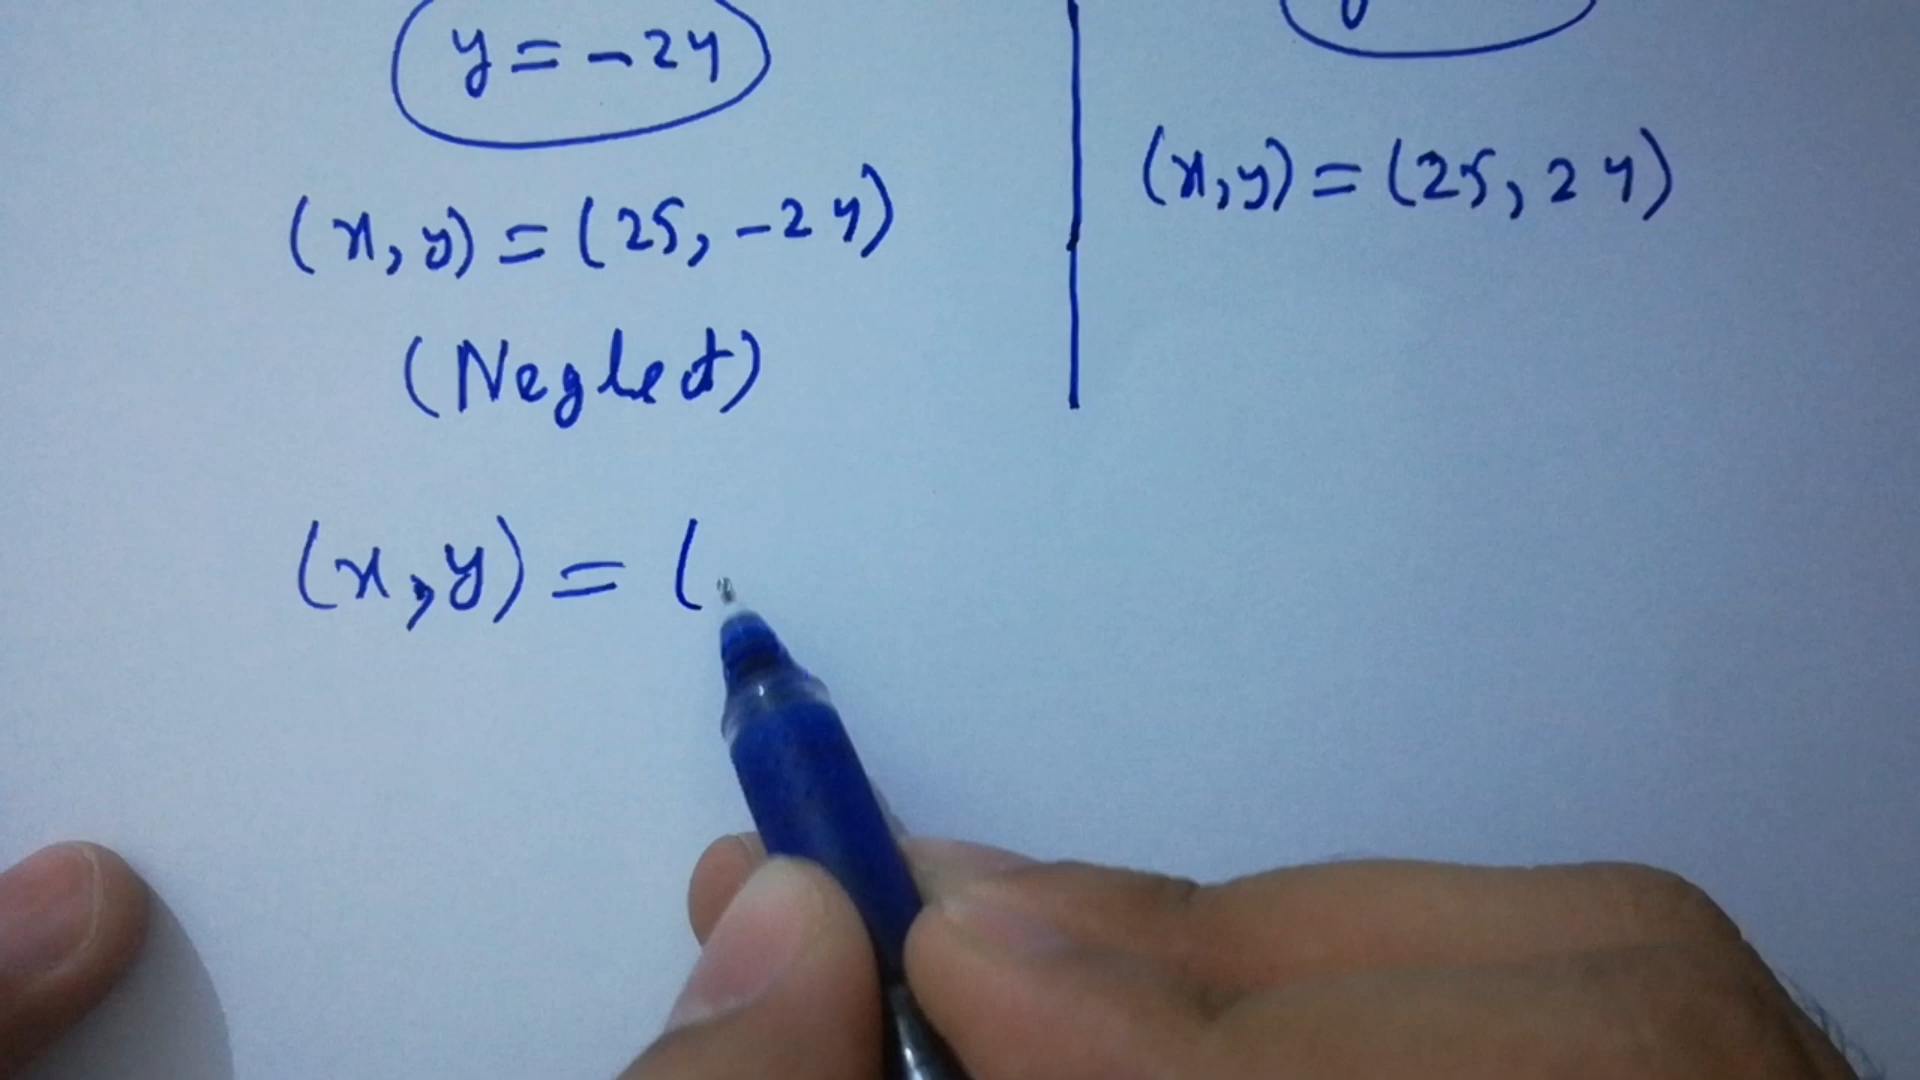 y = -24
(x, y) = (25, -24)
(Neglect)
y
(x, y) = (25, 24)
(x, y) = (